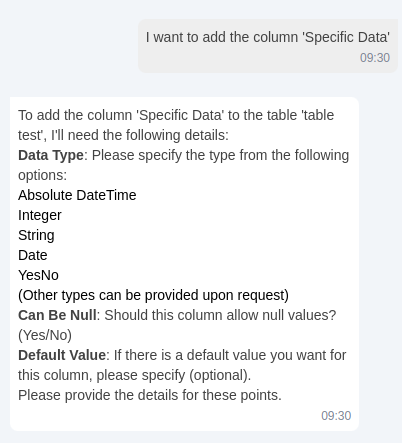 I want to add the column 'Specific Data'
09:30
To add the column 'Specific Data' to the table 'table
test', I'll need the following details:
Data Type: Please specify the type from the following
options:
Absolute DateTime
Integer
String
Date
YesNo
(Other types can be provided upon request)
Can Be Null: Should this column allow null values?
(Yes/No)
Default Value: If there is a default value you want for
this column, please specify (optional).
Please provide the details for these points.
09:30